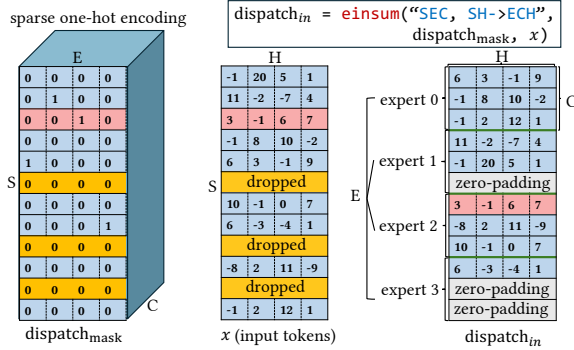 sparse one-hot encoding
dispatch_in = einsum(“SEC, SH->ECH”,
dispatch_mask, x)
E
0 0 0 0
0 1 0 0
0 0 1 0
0 0 0 0
1 0 0 0
0 0 0 0
0 0 0 0
0 0 0 1
0 0 0 0
0 0 0 0
0 0 0 0
0 0 0 0
S
C
dispatch_mask
H
-1 20 5 1
11 -2 -7 4
3 -1 6 7
-1 8 10 -2
6 3 -1 9
dropped
10 -1 0 7
6 -3 -4 1
dropped
-8 2 11 -9
dropped
-1 2 12 1
S
x (input tokens)
E
expert 0
expert 1
expert 2
expert 3
H
6 3 -1 9
-1 8 10 -2
-1 2 12 1
11 -2 -7 4
-1 20 5 1
zero-padding
3 -1 6 7
-8 2 11 -9
10 -1 0 7
6 -3 -4 1
zero-padding
zero-padding
C
dispatch_in